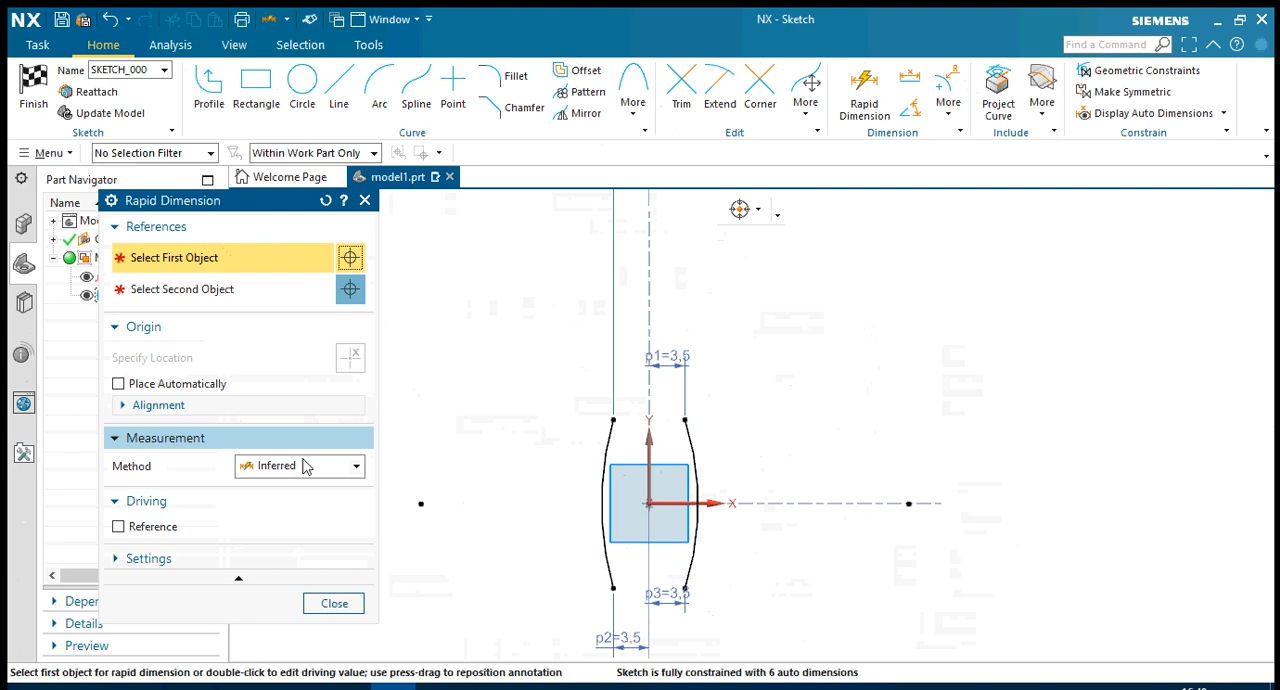 NX
Window
NX - Sketch
SIEMENS
Task
Home
Analysis
View
Selection
Tools
Find a Command
Finish
Name
SKETCH_000
Reattach
Update Model
Sketch
Profile
Rectangle
Circle
Line
Arc
Spline
Point
Fillet
Chamfer
Offset
Pattern
Mirror
More
Curve
Trim
Extend
Corner
More
Edit
Rapid
Dimension
More
Dimension
Project
Curve
More
Include
Geometric Constraints
Make Symmetric
Display Auto Dimensions
Constrain
Menu
No Selection Filter
Within Work Part Only
Part Navigator
Welcome Page
model1.prt
Name
Rapid Dimension
References
Select First Object
Select Second Object
Origin
Specify Location
Place Automatically
Alignment
Measurement
Method
Inferred
Driving
Reference
Settings
Close
Details
Preview
p1=3,5
Y
X
p3=3,5
p2=3,5
Select first object for rapid dimension or double-click to edit driving value; use press-drag to reposition annotation
Sketch is fully constrained with 6 auto dimensions